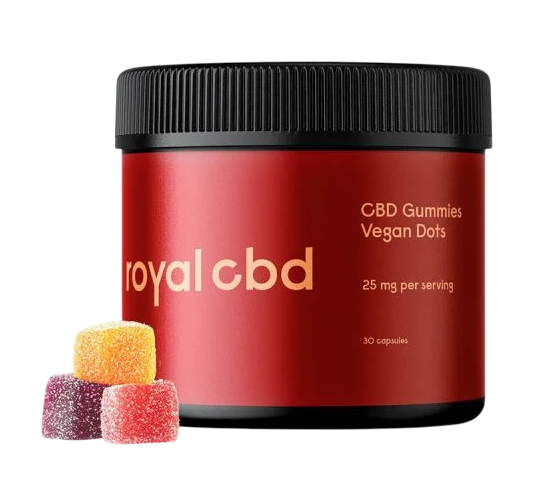 royal cbd
CBD Gummies
Vegan Dots
25 mg per serving
30 capsules